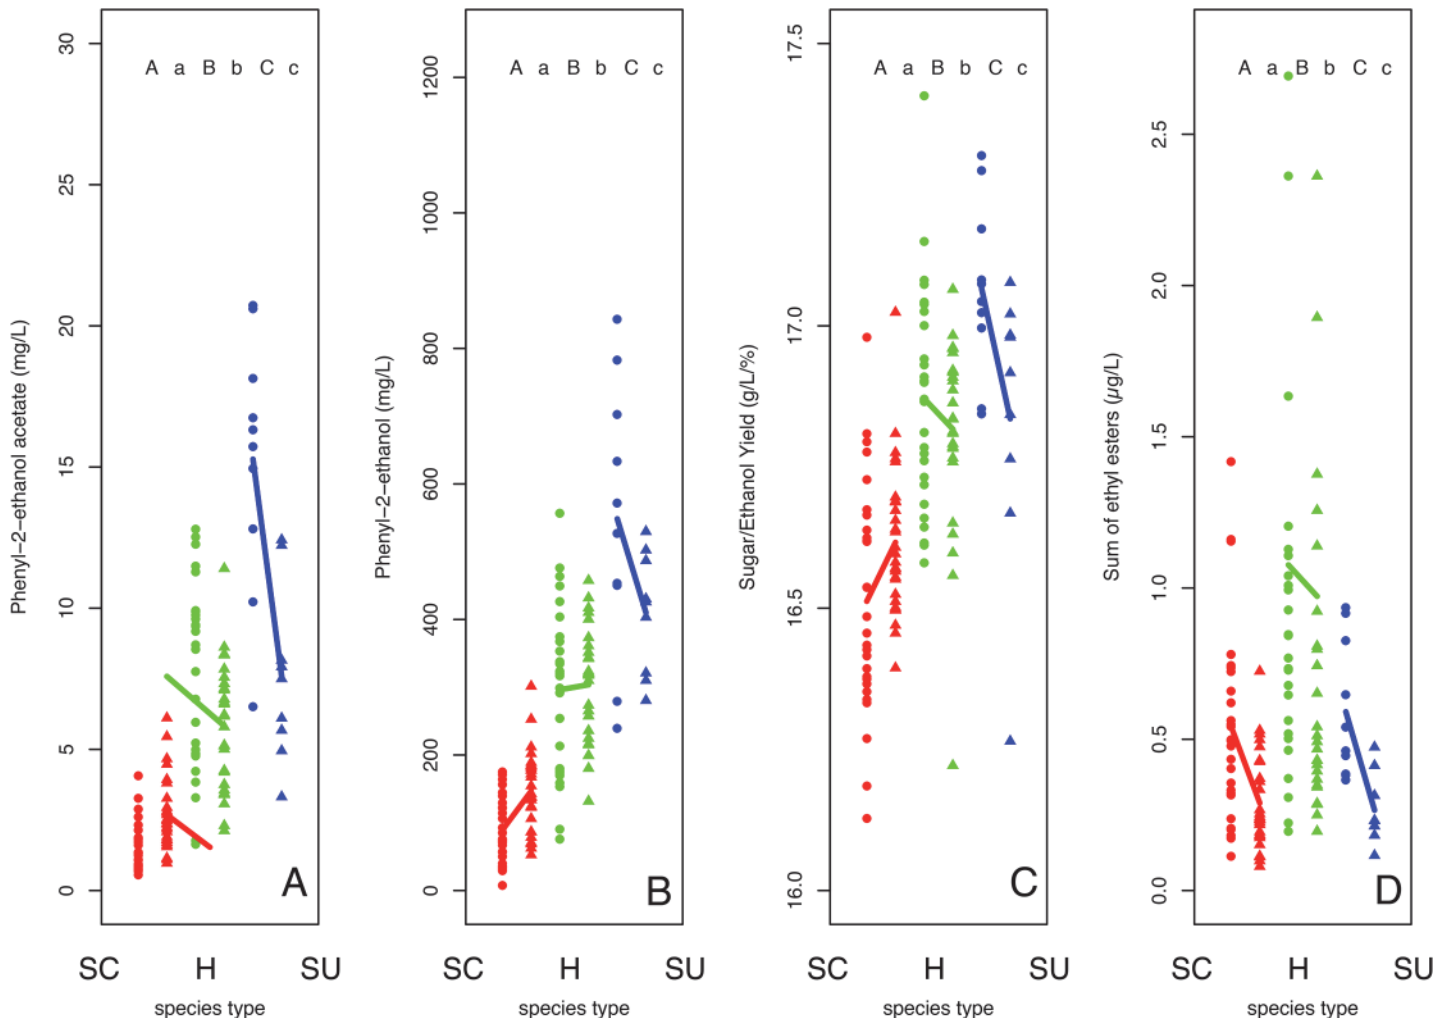 Phenyl−2−ethanol acetate (mg/L)
30
25
20
15
10
5
0
A a B b C c
A
SC H SU
species type
Phenyl−2−ethanol (mg/L)
1200
1000
800
600
400
200
0
A a B b C c
B
SC H SU
species type
Sugar/Ethanol Yield (g/L/%)
17.5
17.0
16.5
16.0
A a B b C c
C
H SU
species type
Sum of ethyl esters (µg/L)
2.5
2.0
1.5
1.0
0.5
0.0
A a B b C c
D
SC H SU
species type